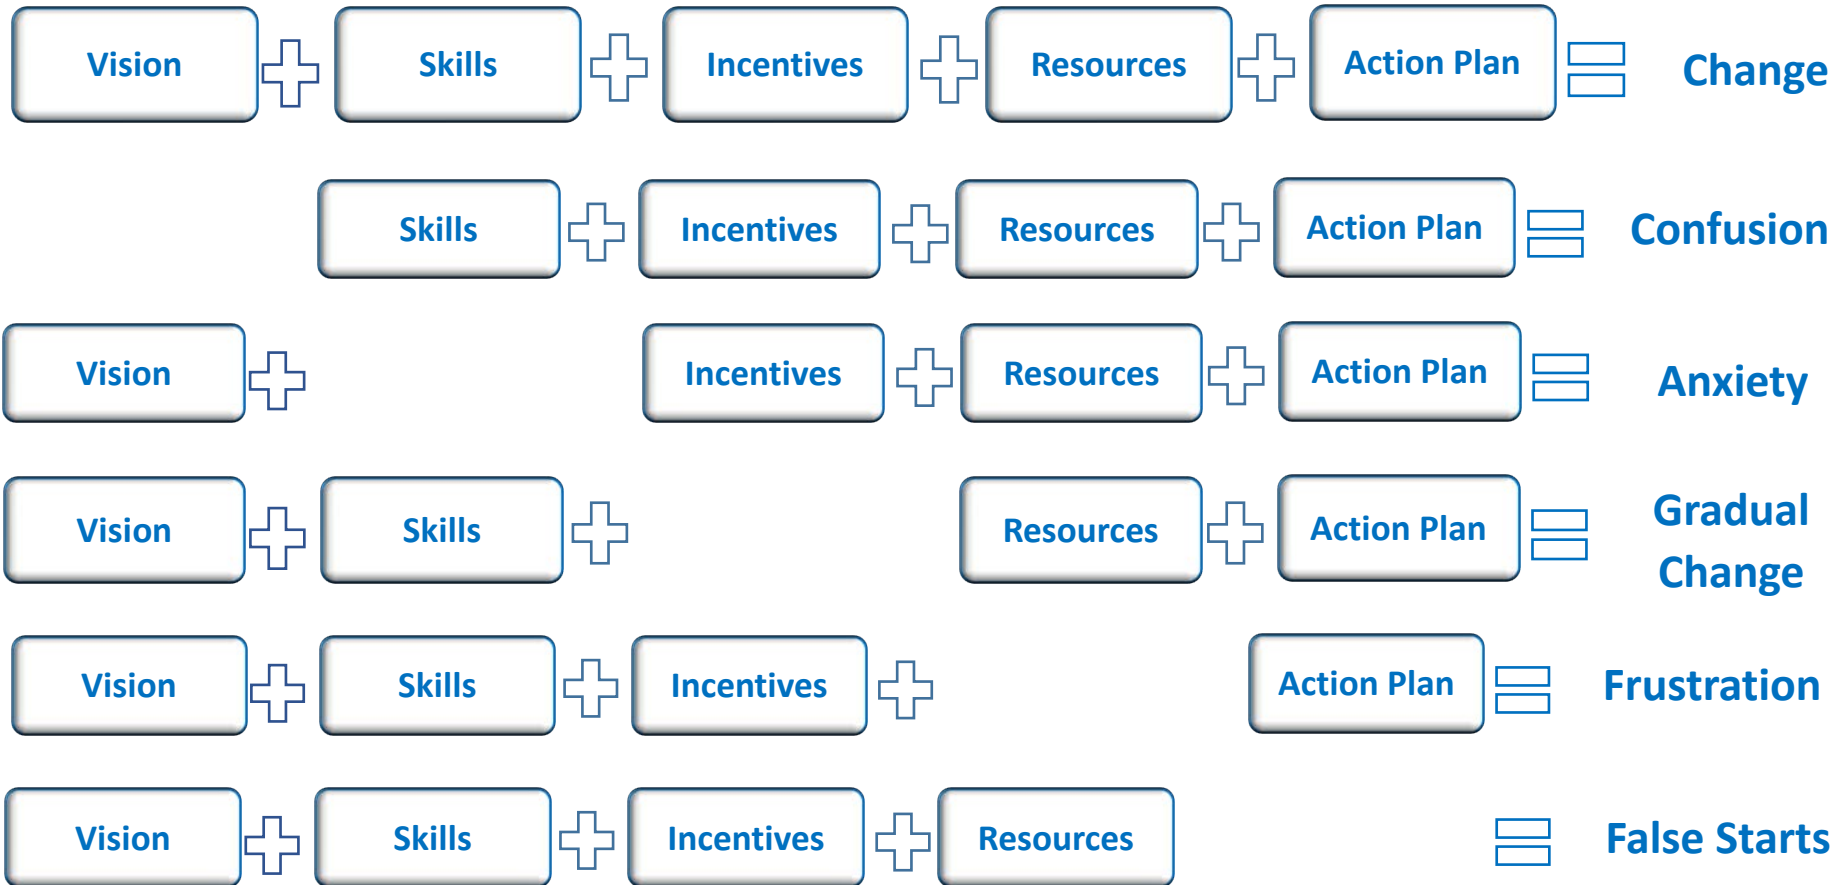 Vision Skills Incentives Resources Action Plan Change
Skills Incentives Resources Action Plan Confusion
Vision Incentives Resources Action Plan Anxiety
Vision Skills Resources Action Plan Gradual
Change
Vision Skills Incentives Action Plan Frustration
Vision Skills Incentives Resources False Starts